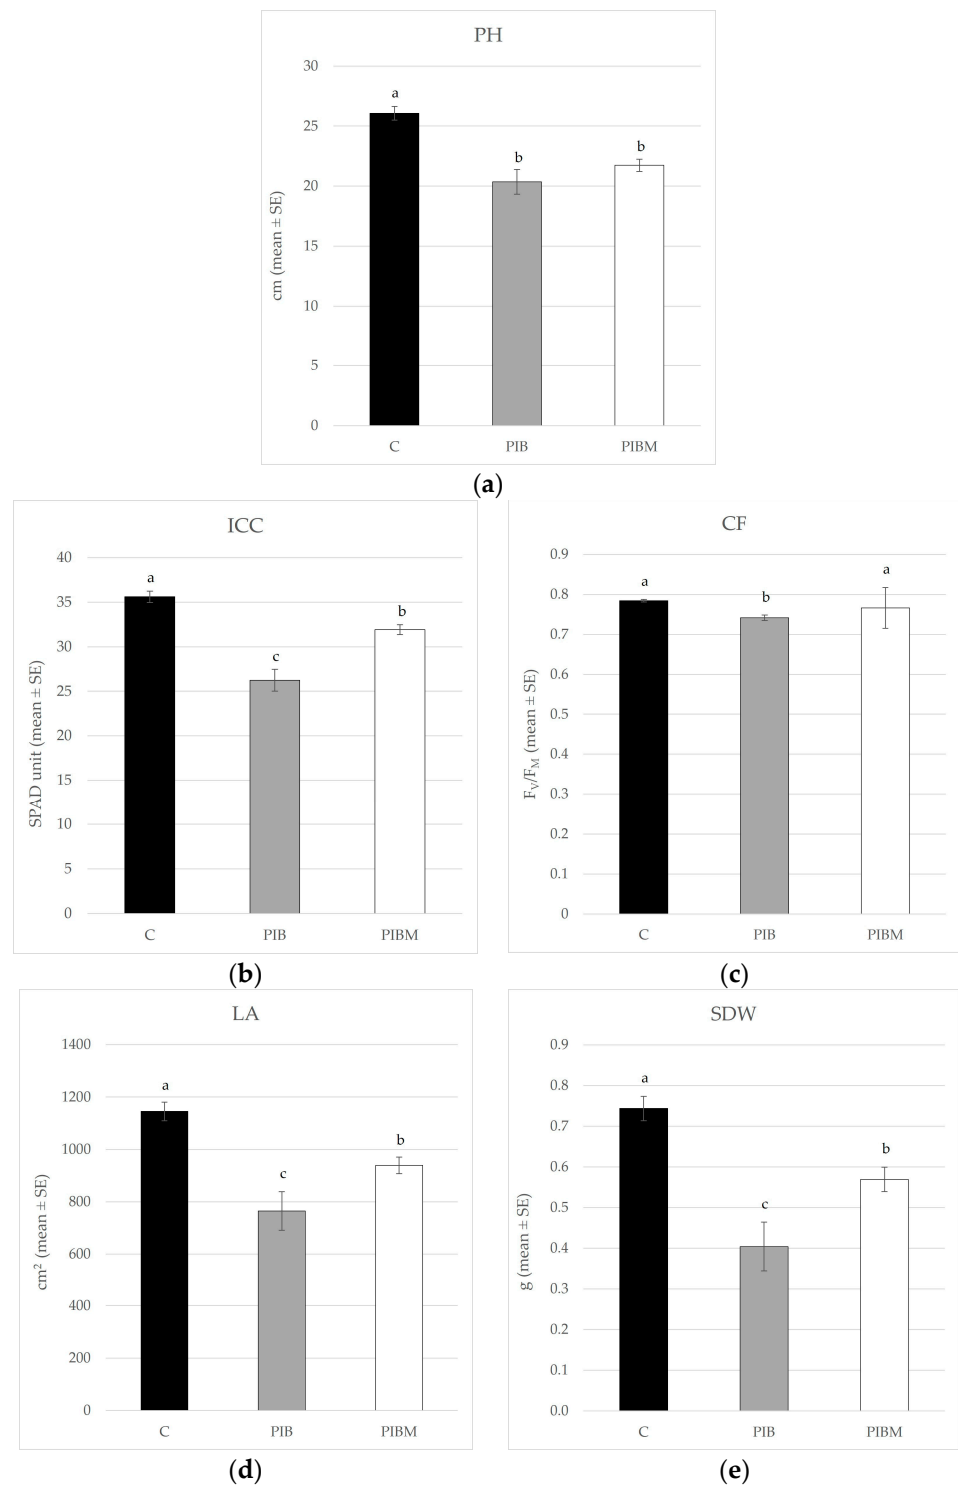 PH
cm (mean ± SE)
30
25
20
15
10
5
0
a
b
b
C PIB PIBM
(a)
ICC
SPAD unit (mean ± SE)
40
35
30
25
20
15
10
5
0
a
c
b
C PIB PIBM
(b)
CF
Fᵥ/Fₘ (mean ± SE)
0.9
0.8
0.7
0.6
0.5
0.4
0.3
0.2
0.1
0
a
b
a
C PIB PIBM
(c)
LA
cm² (mean ± SE)
1400
1200
1000
800
600
400
200
0
a
c
b
C PIB PIBM
(d)
SDW
g (mean ± SE)
0.9
0.8
0.7
0.6
0.5
0.4
0.3
0.2
0.1
0.0
a
c
b
C PIB PIBM
(e)